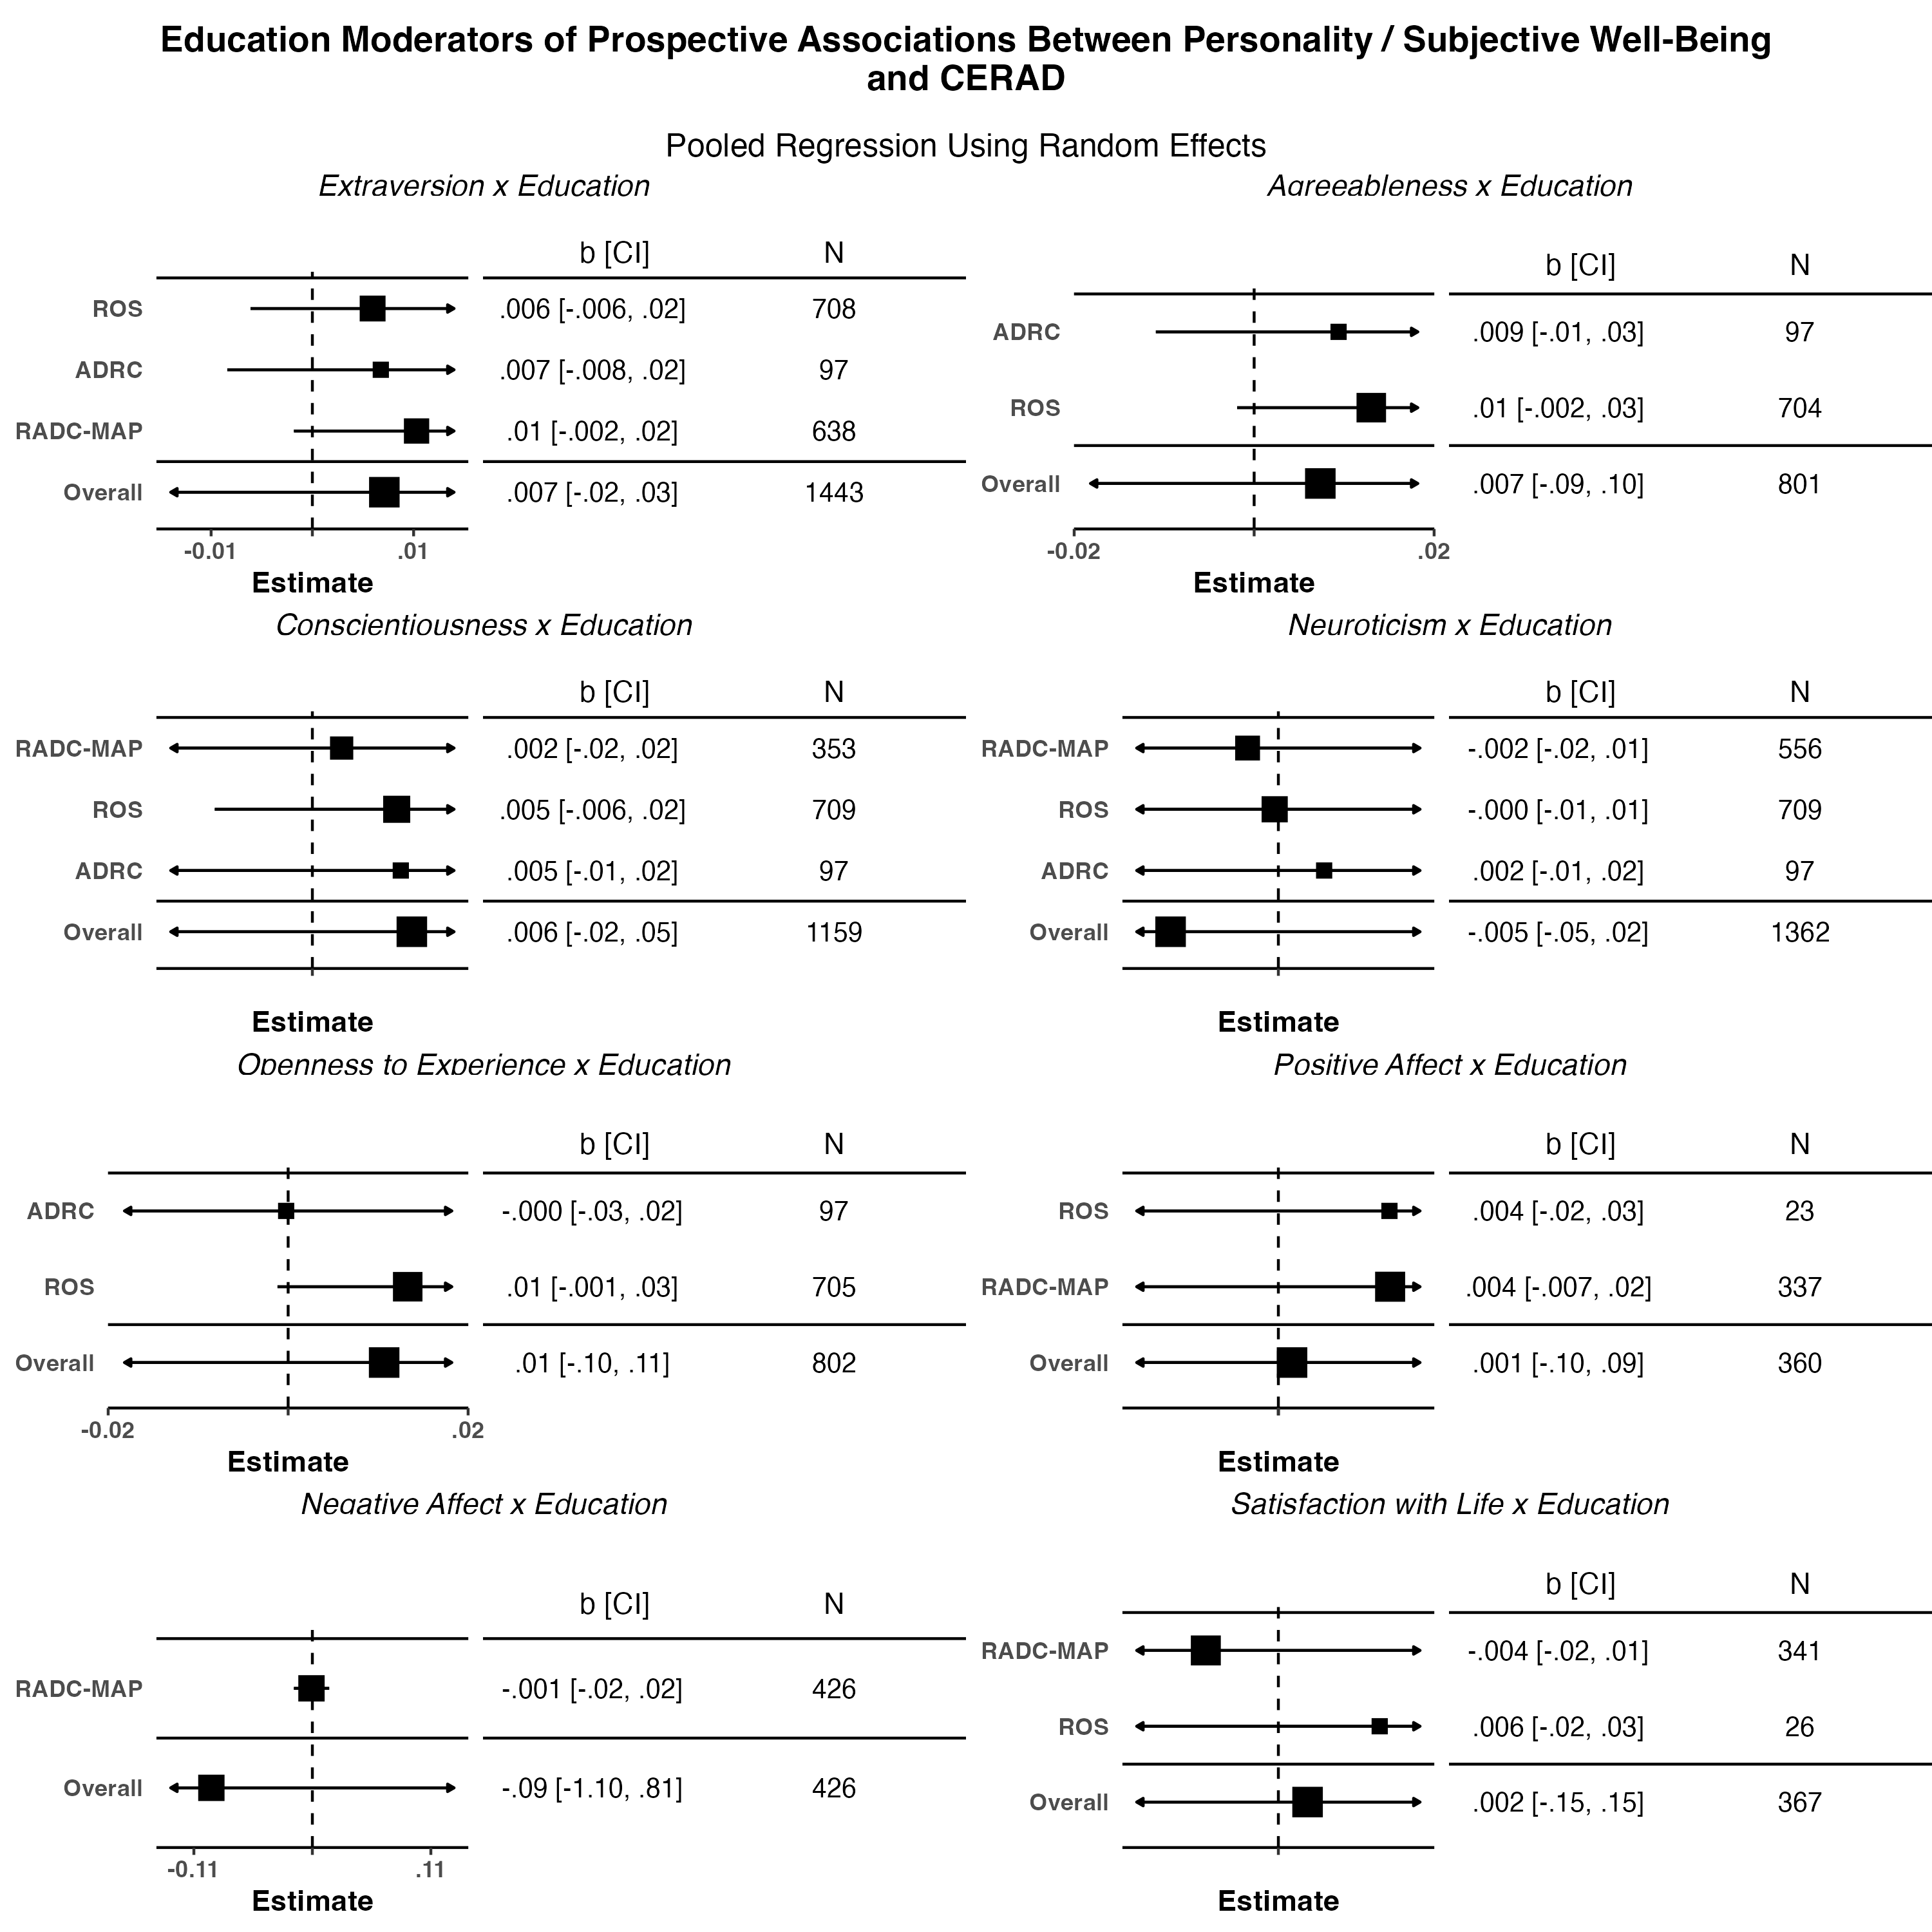 Education Moderators of Prospective Associations Between Personality / Subjective Well-Being
and CERAD
Pooled Regression Using Random Effects
Extraversion x Education
b [CI] N
ROS .006 [-.006, .02] 708
ADRC .007 [-.008, .02] 97
RADC-MAP .01 [-.002, .02] 638
Overall .007 [-.02, .03] 1443
-0.01 .01
Estimate
Agreeableness x Education
b [CI] N
ADRC .009 [-.01, .03] 97
ROS .01 [-.002, .03] 704
Overall .007 [-.09, .10] 801
-0.02 .02
Estimate
Conscientiousness x Education
b [CI] N
RADC-MAP .002 [-.02, .02] 353
ROS .005 [-.006, .02] 709
ADRC .005 [-.01, .02] 97
Overall .006 [-.02, .05] 1159
Estimate
Neuroticism x Education
b [CI] N
RADC-MAP -.002 [-.02, .01] 556
ROS -.000 [-.01, .01] 709
ADRC .002 [-.01, .02] 97
Overall -.005 [-.05, .02] 1362
Estimate
Openness to Experience x Education
b [CI] N
ADRC -.000 [-.03, .02] 97
ROS .01 [-.001, .03] 705
Overall .01 [-.10, .11] 802
-0.02 .02
Estimate
Positive Affect x Education
b [CI] N
ROS .004 [-.02, .03] 23
RADC-MAP .004 [-.007, .02] 337
Overall .001 [-.10, .09] 360
Estimate
Negative Affect x Education
b [CI] N
RADC-MAP -.001 [-.02, .02] 426
Overall -.09 [-1.10, .81] 426
-0.11 .11
Estimate
Satisfaction with Life x Education
b [CI] N
RADC-MAP -.004 [-.02, .01] 341
ROS .006 [-.02, .03] 26
Overall .002 [-.15, .15] 367
Estimate